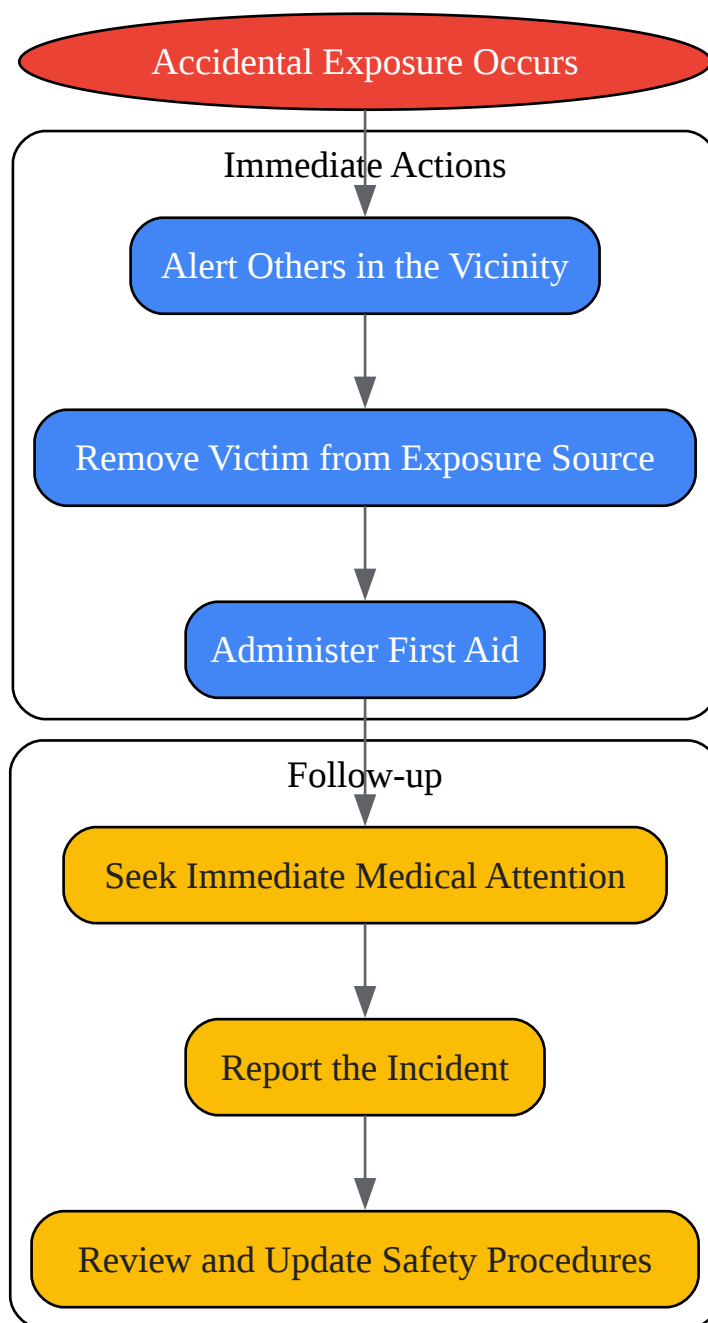 Accidental Exposure Occurs
Immediate Actions
Alert Others in the Vicinity
Remove Victim from Exposure Source
Administer First Aid
Follow-up
Seek Immediate Medical Attention
Report the Incident
Review and Update Safety Procedures